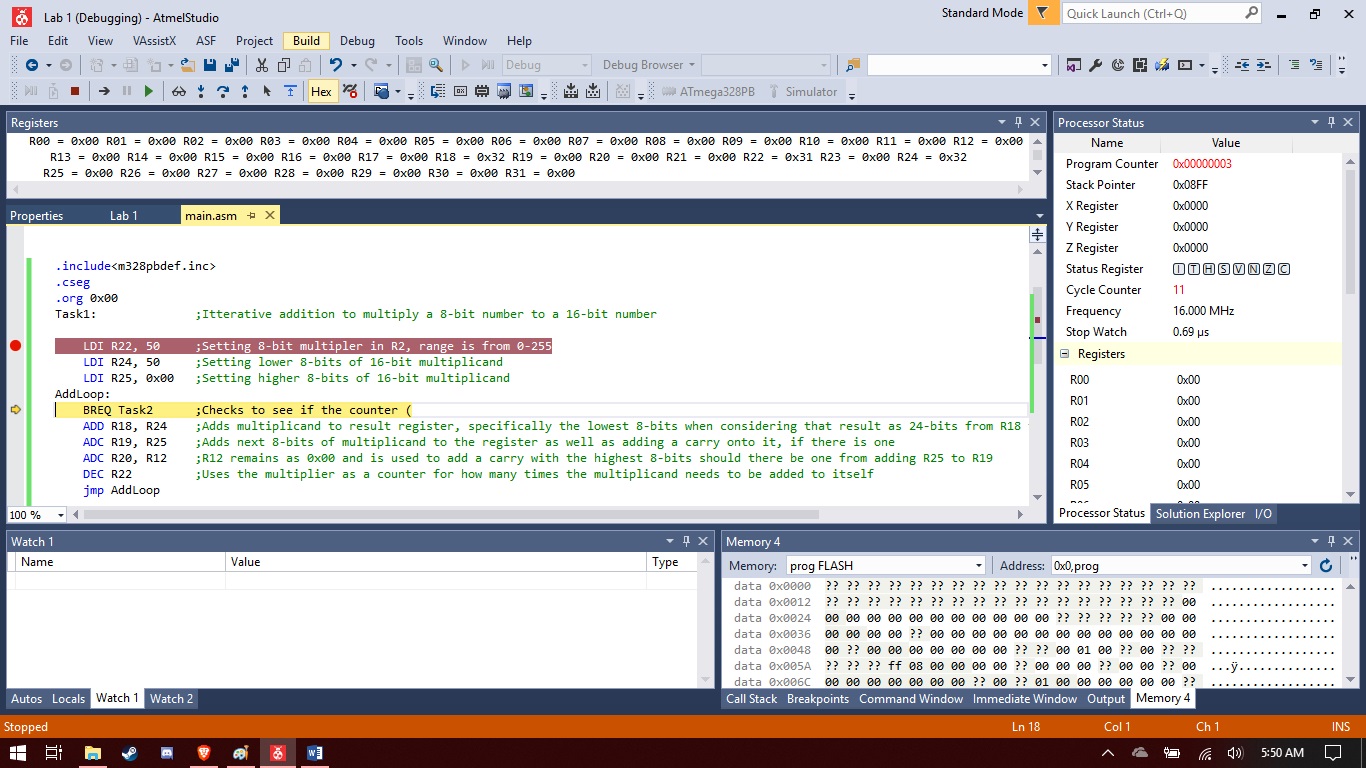 Lab 1 (Debugging) - AtmelStudio
Standard Mode
Quick Launch (Ctrl+Q)
File Edit View VAssistX ASF Project Build Debug Tools Window Help
Debug Debug Browser
Hex ATmega328PB Simulator
Registers
R00 = 0x00 R01 = 0x00 R02 = 0x00 R03 = 0x00 R04 = 0x00 R05 = 0x00 R06 = 0x00 R07 = 0x00 R08 = 0x00 R09 = 0x00 R10 = 0x00 R11 = 0x00 R12 = 0x00
R13 = 0x00 R14 = 0x00 R15 = 0x00 R16 = 0x00 R17 = 0x00 R18 = 0x32 R19 = 0x00 R20 = 0x00 R21 = 0x00 R22 = 0x31 R23 = 0x00 R24 = 0x32
R25 = 0x00 R26 = 0x00 R27 = 0x00 R28 = 0x00 R29 = 0x00 R30 = 0x00 R31 = 0x00
Properties Lab 1 main.asm
.include<m328pbdef.inc>
.cseg
.org 0x00
Task1: ;Itterative addition to multiply a 8-bit number to a 16-bit number
LDI R22, 50 ;Setting 8-bit multipler in R2, range is from 0-255
LDI R24, 50 ;Setting lower 8-bits of 16-bit multiplicand
LDI R25, 0x00 ;Setting higher 8-bits of 16-bit multiplicand
AddLoop:
BREQ Task2 ;Checks to see if the counter (
ADD R18, R24 ;Adds multiplicand to result register, specifically the lowest 8-bits when considering that result as 24-bits from R18
ADC R19, R25 ;Adds next 8-bits of multiplicand to the register as well as adding a carry onto it, if there is one
ADC R20, R12 ;R12 remains as 0x00 and is used to add a carry with the highest 8-bits should there be one from adding R25 to R19
DEC R22 ;Uses the multiplier as a counter for how many times the multiplicand needs to be added to itself
jmp AddLoop
100 %
Processor Status
Name Value
Program Counter 0x00000003
Stack Pointer 0x08FF
X Register 0x0000
Y Register 0x0000
Z Register 0x0000
Status Register I T H S V N Z C
Cycle Counter 11
Frequency 16.000 MHz
Stop Watch 0.69 µs
Registers
R00 0x00
R01 0x00
R02 0x00
R03 0x00
R04 0x00
R05 0x00
Processor Status Solution Explorer I/O
Watch 1
Name Value Type
Autos Locals Watch 1 Watch 2
Memory 4
Memory: prog FLASH Address: 0x0,prog
data 0x0000 ?? ?? ?? ?? ?? ?? ?? ?? ?? ?? ?? ?? ?? ?? ?? ?? ?? ?? ..................
data 0x0012 ?? ?? ?? ?? ?? ?? ?? ?? ?? ?? ?? ?? ?? ?? ?? ?? ?? 00 ..................
data 0x0024 00 00 00 00 00 00 00 00 00 00 00 ?? ?? ?? ?? ?? 00 00 ..................
data 0x0036 00 00 00 00 ?? 00 00 00 00 00 00 00 00 00 00 00 00 00 ..................
data 0x0048 00 ?? 00 00 00 00 00 00 00 ?? ?? 00 01 00 ?? 00 ?? ?? ..................
data 0x005A ?? ?? ?? ff 08 00 00 00 00 ?? 00 00 00 ?? 00 00 ?? 00 ...ÿ..............
data 0x006C 00 00 00 00 00 00 00 ?? 00 ?? 01 00 00 00 00 00 00 ?? ..................
Call Stack Breakpoints Command Window Immediate Window Output Memory 4
Stopped Ln 18 Col 1 Ch 1 INS
5:50 AM